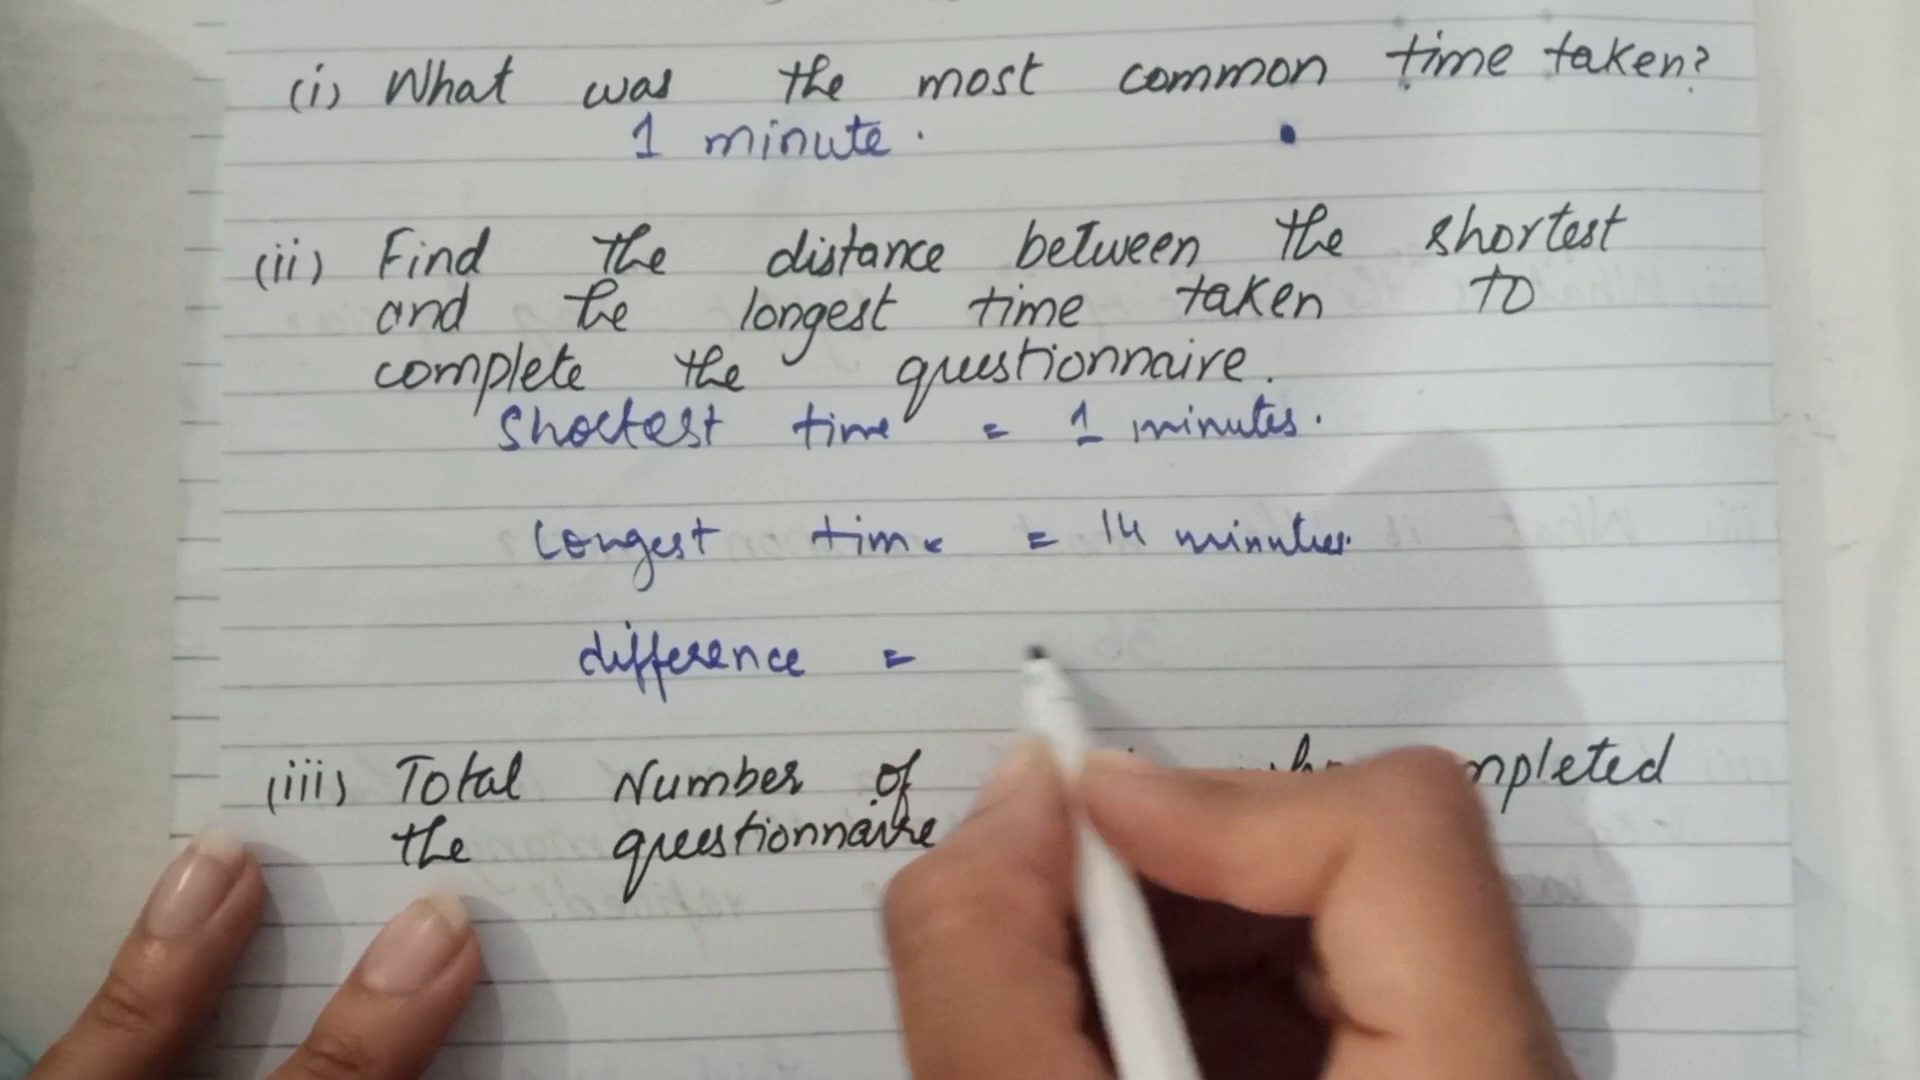 (i) What was the most common time taken?
1 minute.
(ii) Find the distance between the shortest
and the longest time taken to
complete the questionnaire.
Shortest time = 1 minutes.
Longest time = 14 minutes.
difference =
(iii) Total Number of completed
the questionnaire